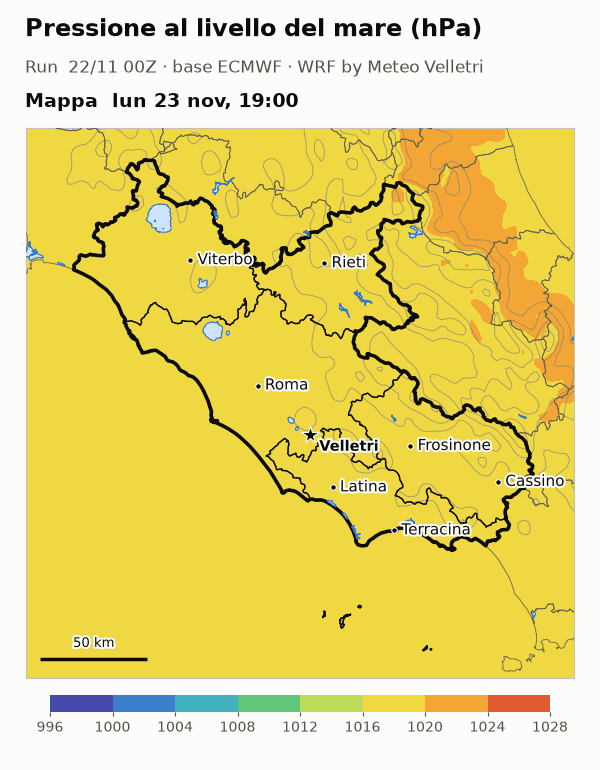 Pressione al livello del mare (hPa)
Run  22/11 00Z · base ECMWF · WRF by Meteo Velletri
Mappa  lun 23 nov, 19:00
Viterbo
Rieti
Roma
Velletri
Frosinone
Cassino
Latina
Terracina
50 km
996 1000 1004 1008 1012 1016 1020 1024 1028